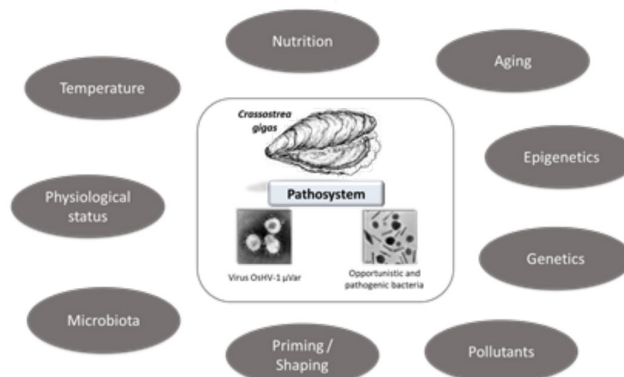 Nutrition
Aging
Temperature
Crassostrea
gigas
Epigenetics
Pathosystem
Physiological
status
Virus OsHV-1 µVar
Opportunistic and
pathogenic bacteria
Genetics
Microbiota
Priming /
Shaping
Pollutants